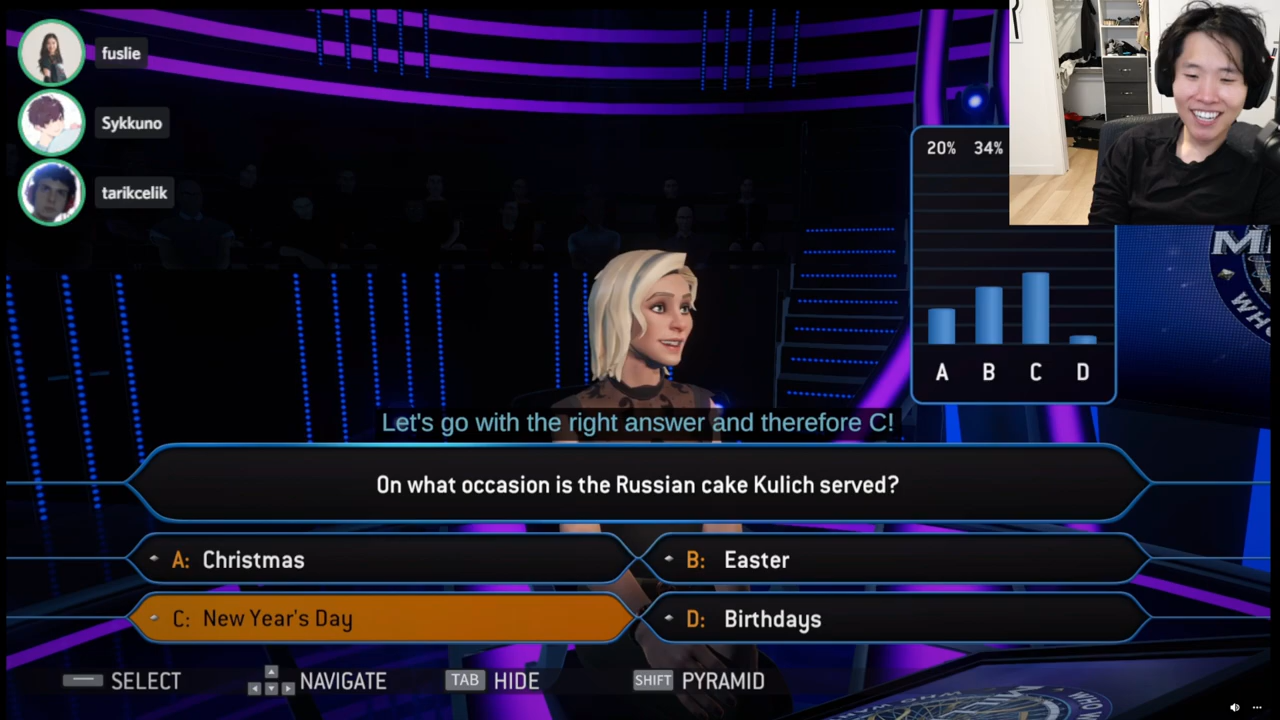 fuslie
Sykkuno
tarikcelik
20% 34%
A B C D
Let's go with the right answer and therefore C!
On what occasion is the Russian cake Kulich served?
A: Christmas
B: Easter
C: New Year's Day
D: Birthdays
SELECT
NAVIGATE
TAB HIDE
SHIFT PYRAMID